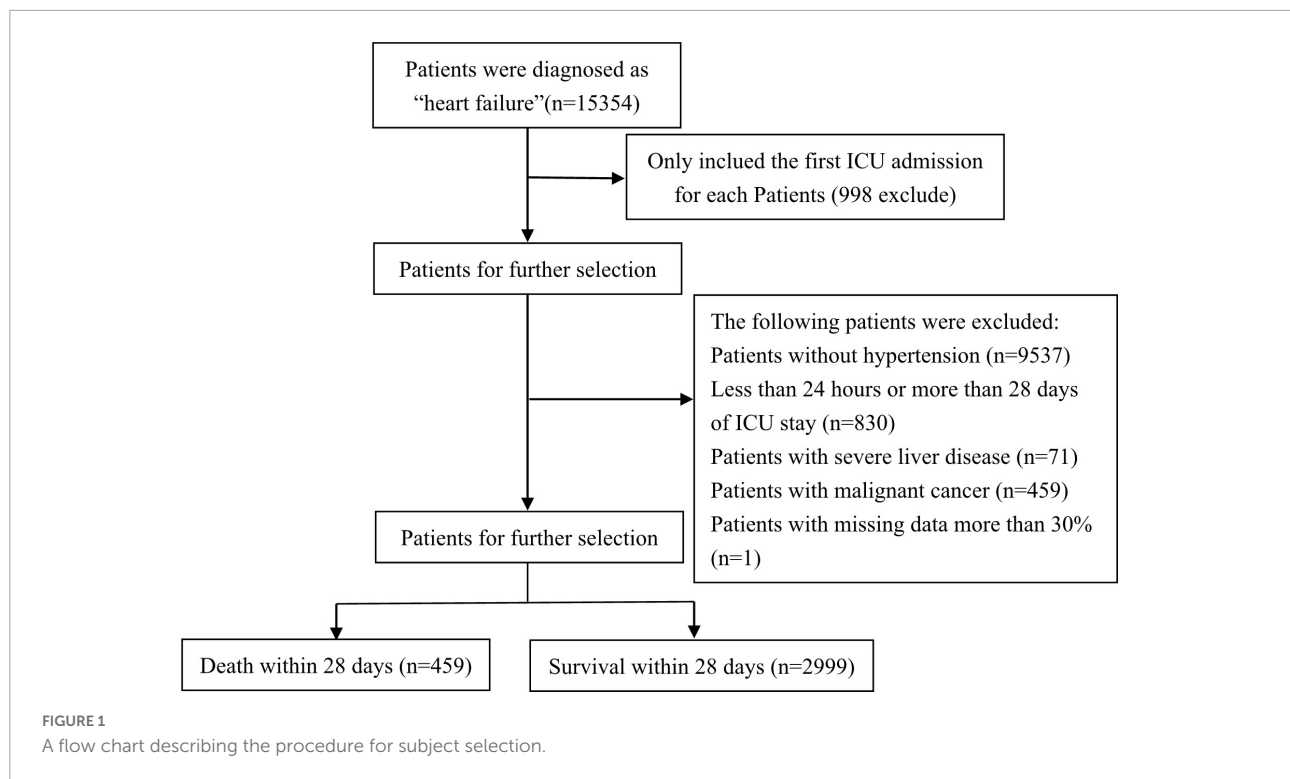 Patients were diagnosed as
“heart failure”(n=15354)
Only inclued the first ICU admission
for each Patients (998 exclude)
Patients for further selection
The following patients were excluded:
Patients without hypertension (n=9537)
Less than 24 hours or more than 28 days
of ICU stay (n=830)
Patients with severe liver disease (n=71)
Patients with malignant cancer (n=459)
Patients with missing data more than 30%
(n=1)
Patients for further selection
Death within 28 days (n=459)
Survival within 28 days (n=2999)
FIGURE 1
A flow chart describing the procedure for subject selection.